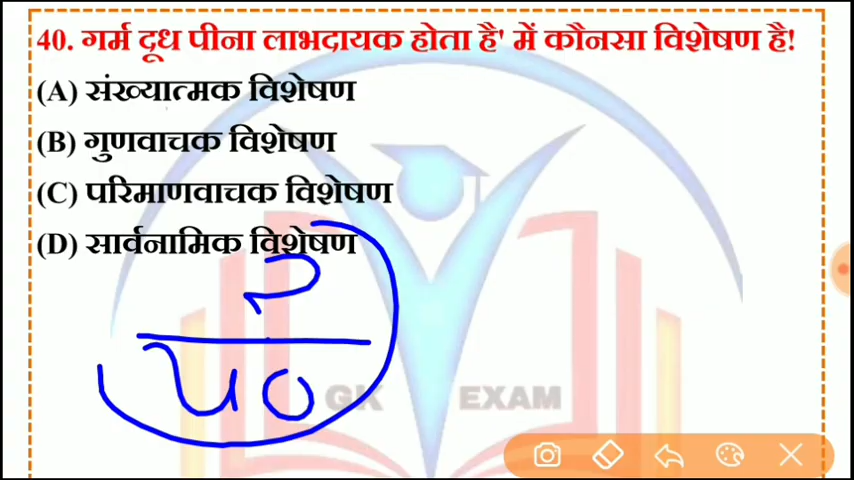 40. गर्म दूध पीना लाभदायक होता है' में कौनसा विशेषण है!
(A) संख्यात्मक विशेषण
(B) गुणवाचक विशेषण
(C) परिमाणवाचक विशेषण
(D) सार्वनामिक विशेषण
?
40
GK EXAM